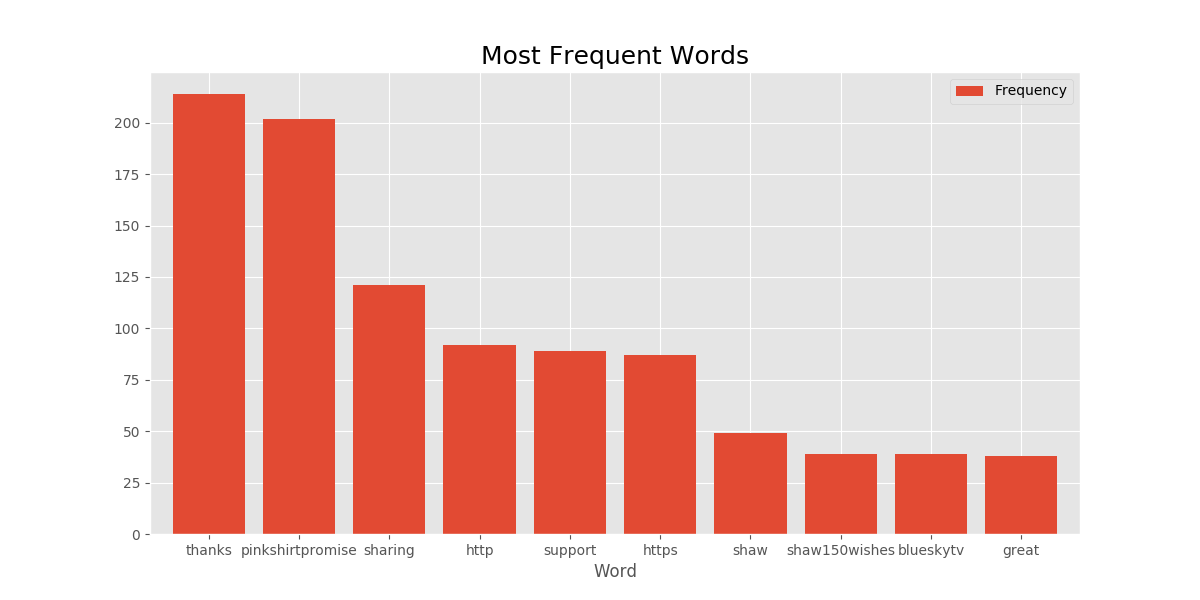 Most Frequent Words
Frequency
200
175
150
125
100
75
50
25
0
thanks pinkshirtpromise sharing http support https shaw shaw150wishes blueskytv great
Word